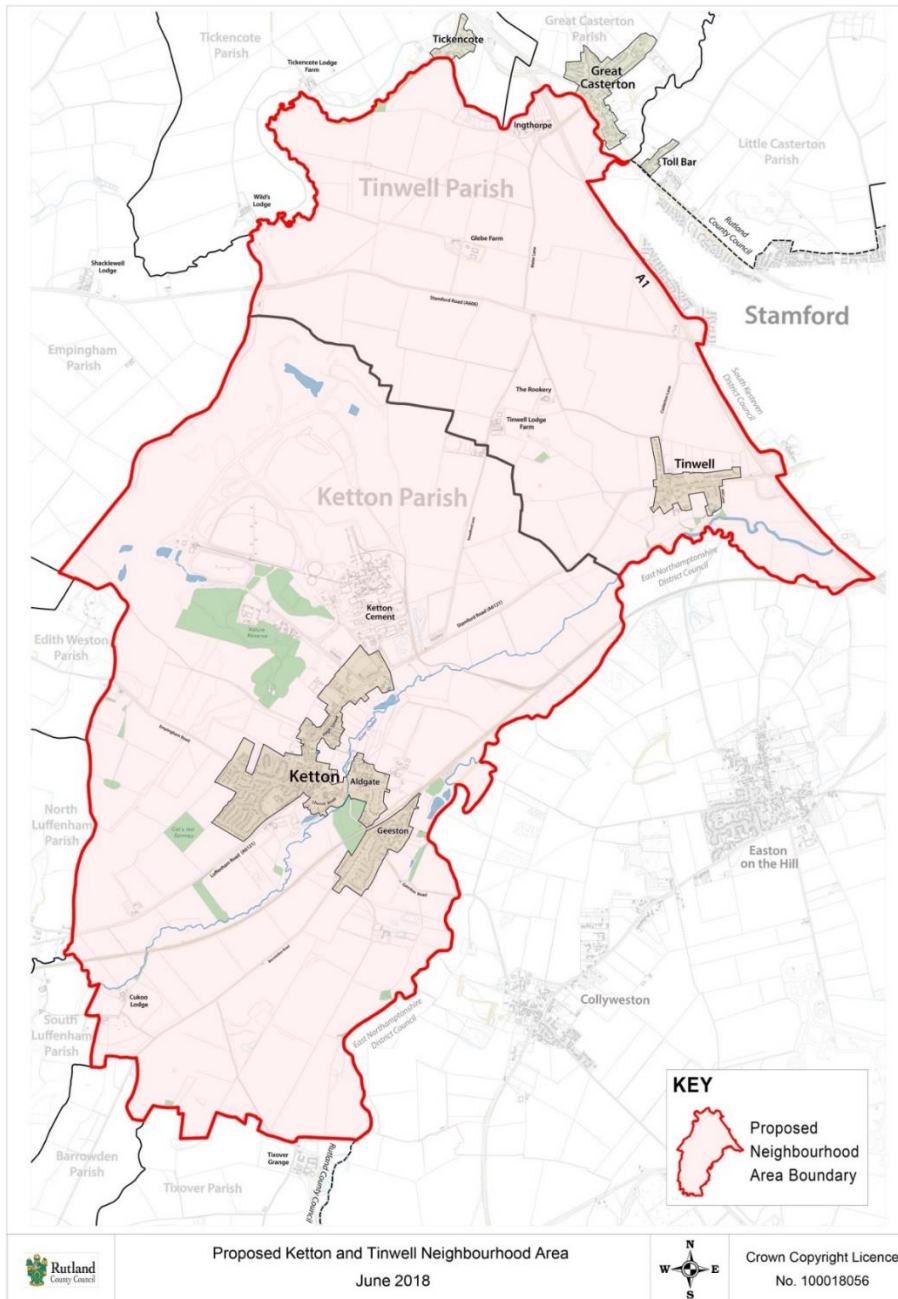 Tickencote
Parish
Tickencote
Great Casterton
Parish
Tickencote Lodge
Farm
Great
Casterton
Ingthorpe
Toll Bar
Little Casterton
Parish
Tinwell Parish
Wild's
Lodge
Rutland
County Council
Glebe Farm
Shacklewell
Lodge
A1
Stamford Road (A606)
Stamford
Empingham
Parish
South Kesteven
District Council
The Rookery
Tinwell Lodge
Farm
Tinwell
Ketton Parish
East Northamptonshire
District Council
Ketton
Cement
Stamford Road (A6121)
Nature
Reserve
Edith Weston
Parish
Empingham Road
Ketton
Aldgate
North
Luffenham
Parish
Geeston
Luffenham Road (A6121)
Easton
on the Hill
Cukoo
Lodge
Collyweston
South
Luffenham
Parish
East Northamptonshire
District Council
Barrowden
Parish
Tixover
Grange
Tixover Parish
Rutland County
Council
KEY
Proposed
Neighbourhood
Area Boundary
Rutland
County Council
Proposed Ketton and Tinwell Neighbourhood Area
June 2018
N
W E
S
Crown Copyright Licence
No. 100018056